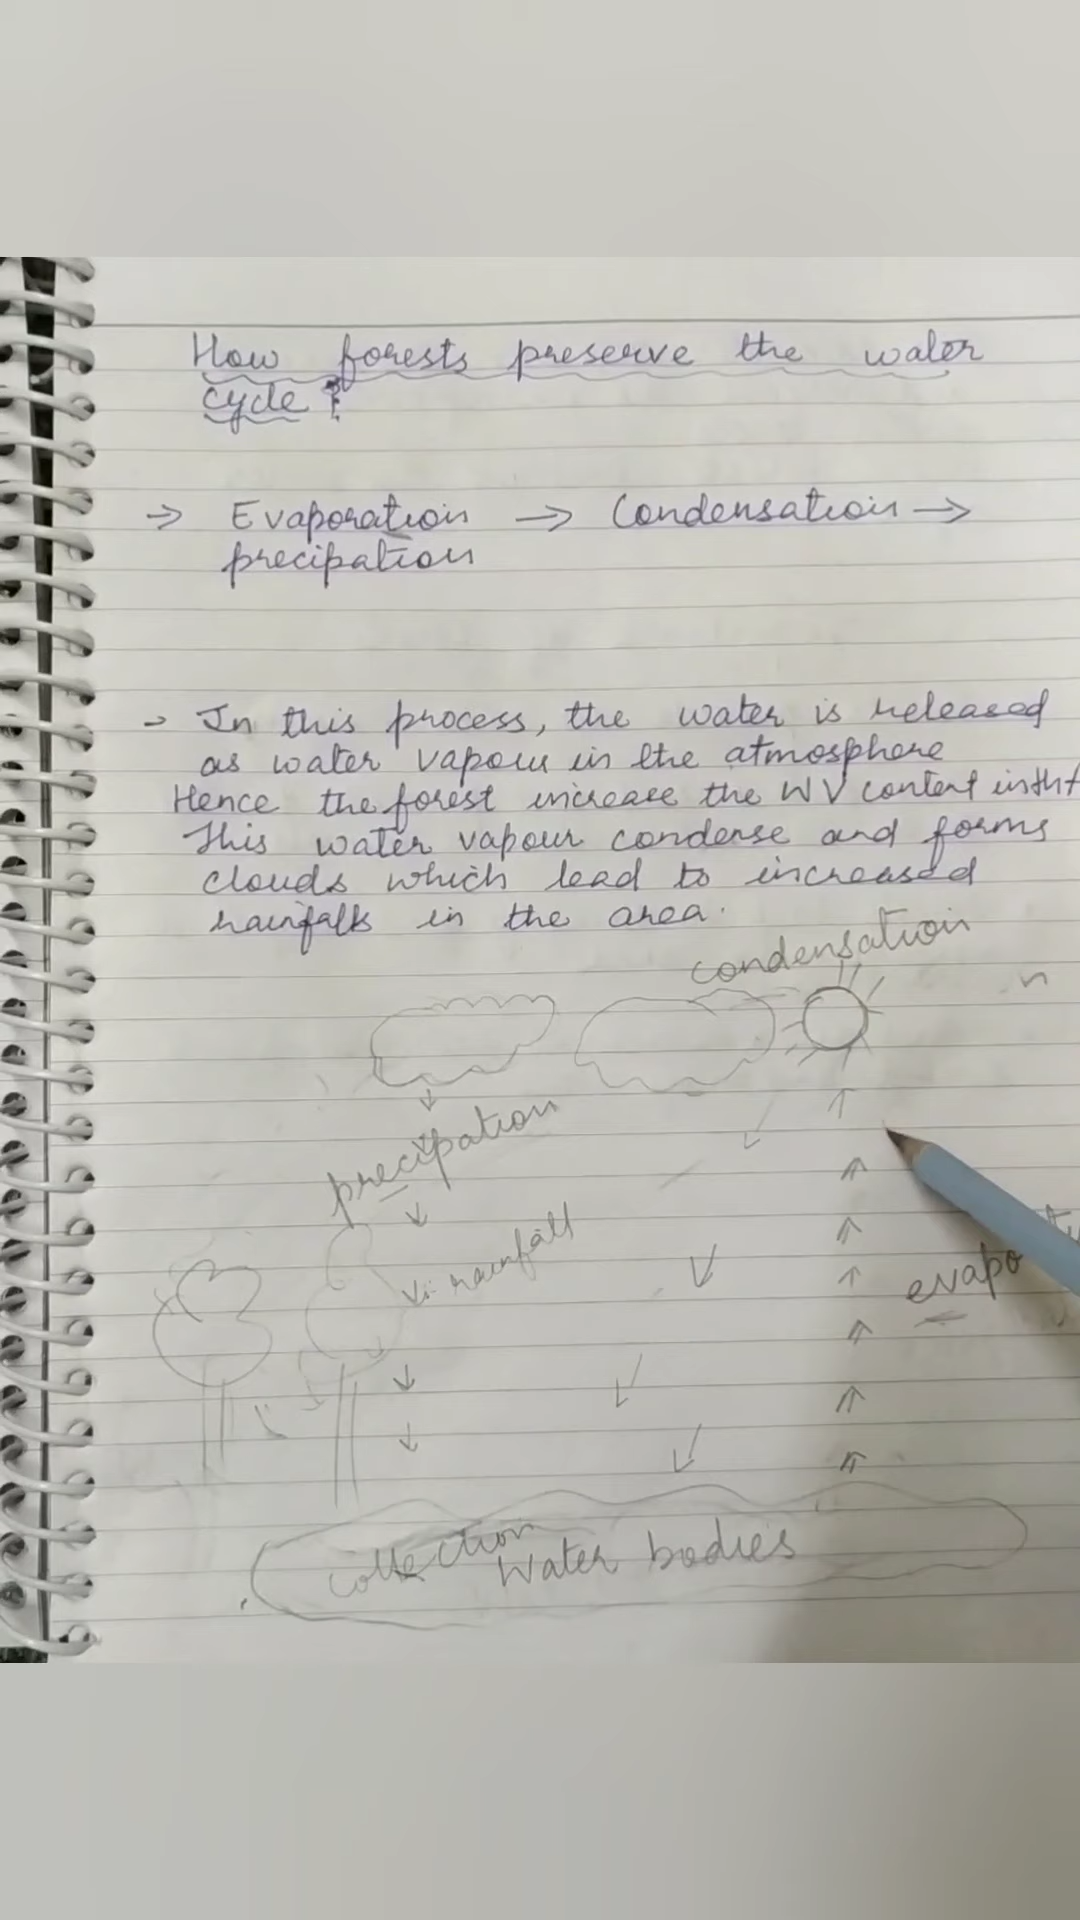 How forests preserve the water
cycle ?
→ Evaporation → Condensation →
precipation
→ In this process, the water is released
as water vapour in the atmosphere
Hence the forest increase the WV content in
This water vapour condense and forms
clouds which lead to increased
rainfalls in the area.
condensation
precipation
rainfall
evapo
collection
Water bodies